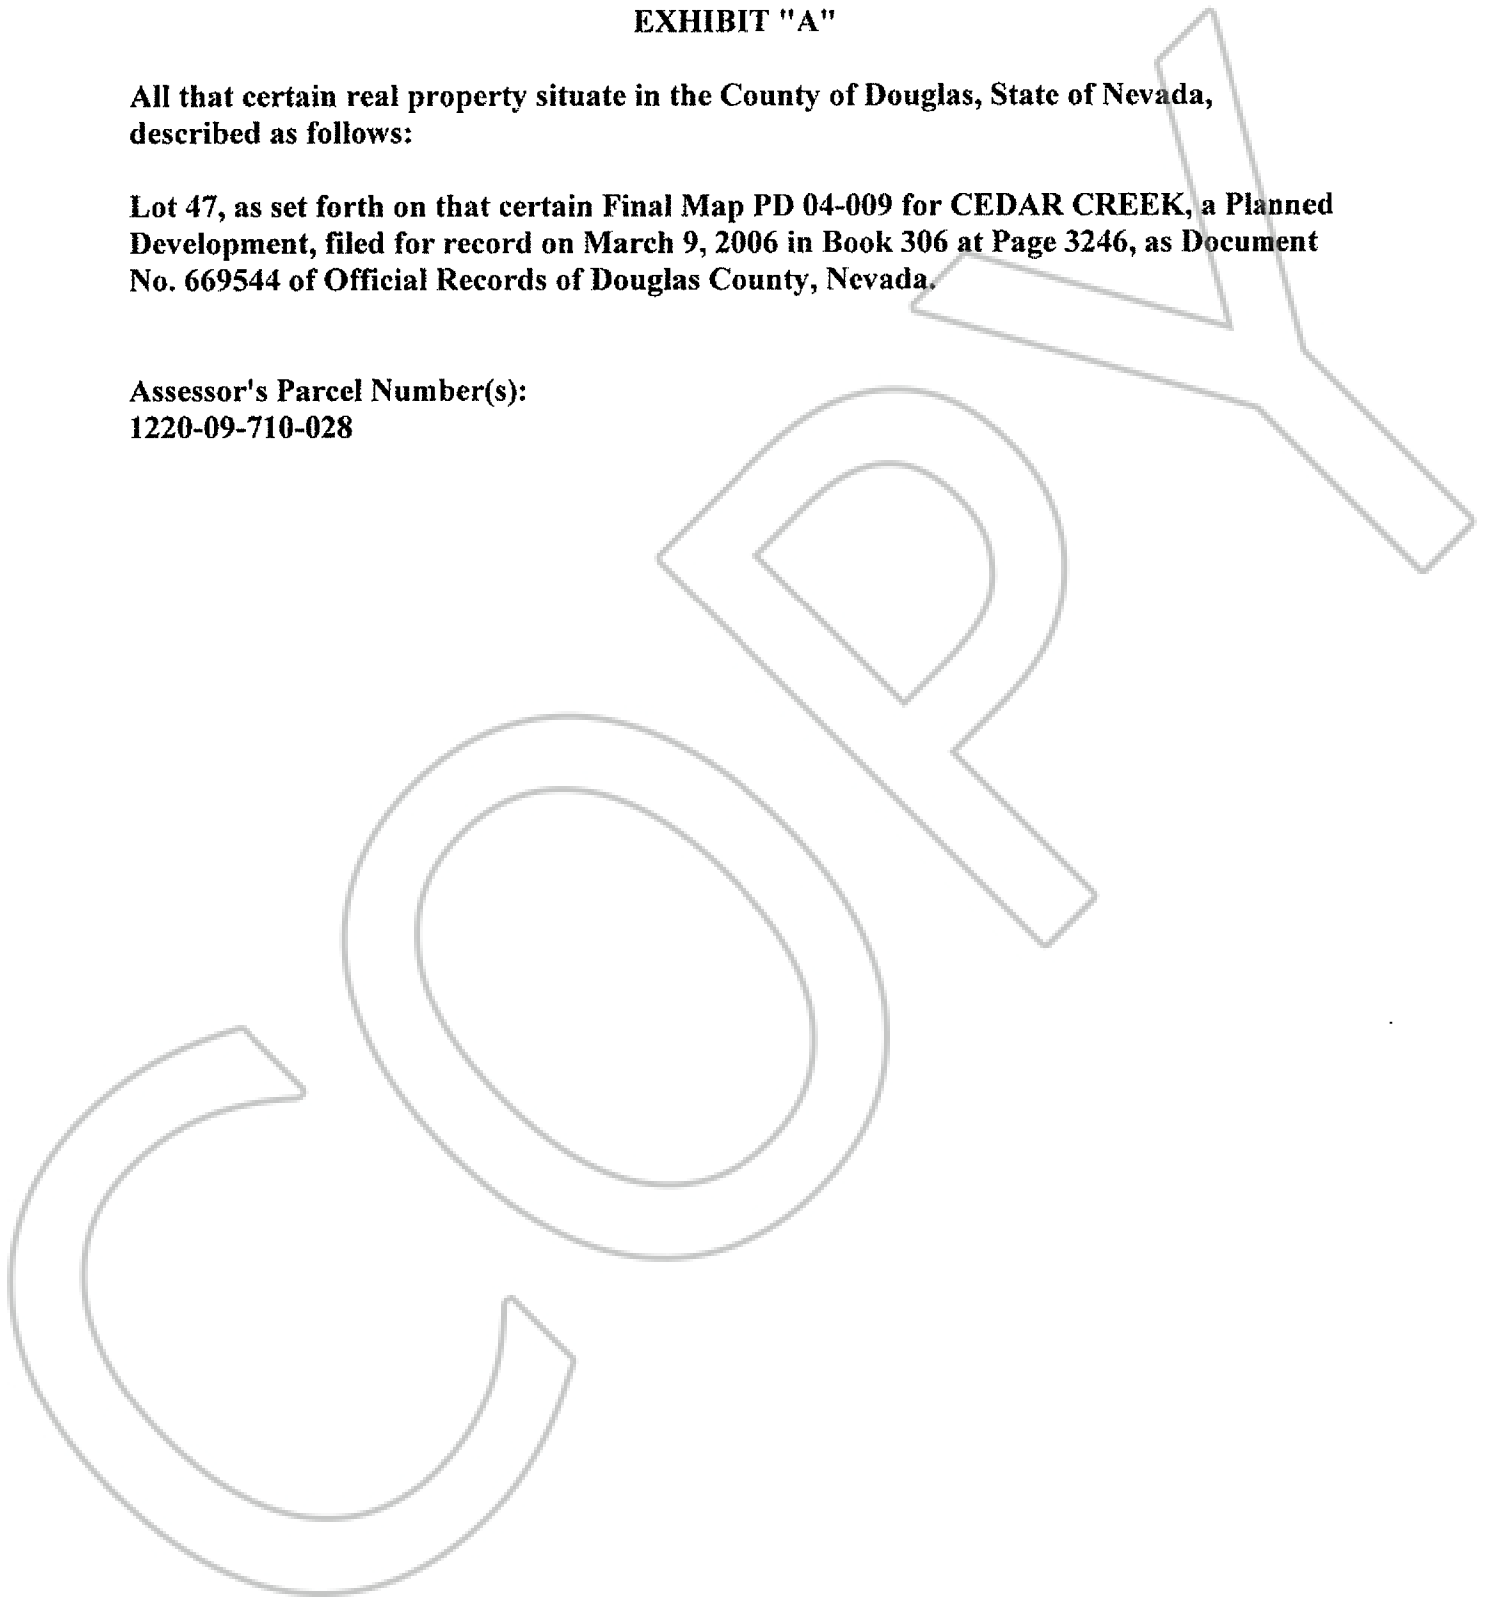 EXHIBIT "A"
All that certain real property situate in the County of Douglas, State of Nevada,
described as follows:
Lot 47, as set forth on that certain Final Map PD 04-009 for CEDAR CREEK, a Planned
Development, filed for record on March 9, 2006 in Book 306 at Page 3246, as Document
No. 669544 of Official Records of Douglas County, Nevada.
Assessor's Parcel Number(s):
1220-09-710-028
COPY